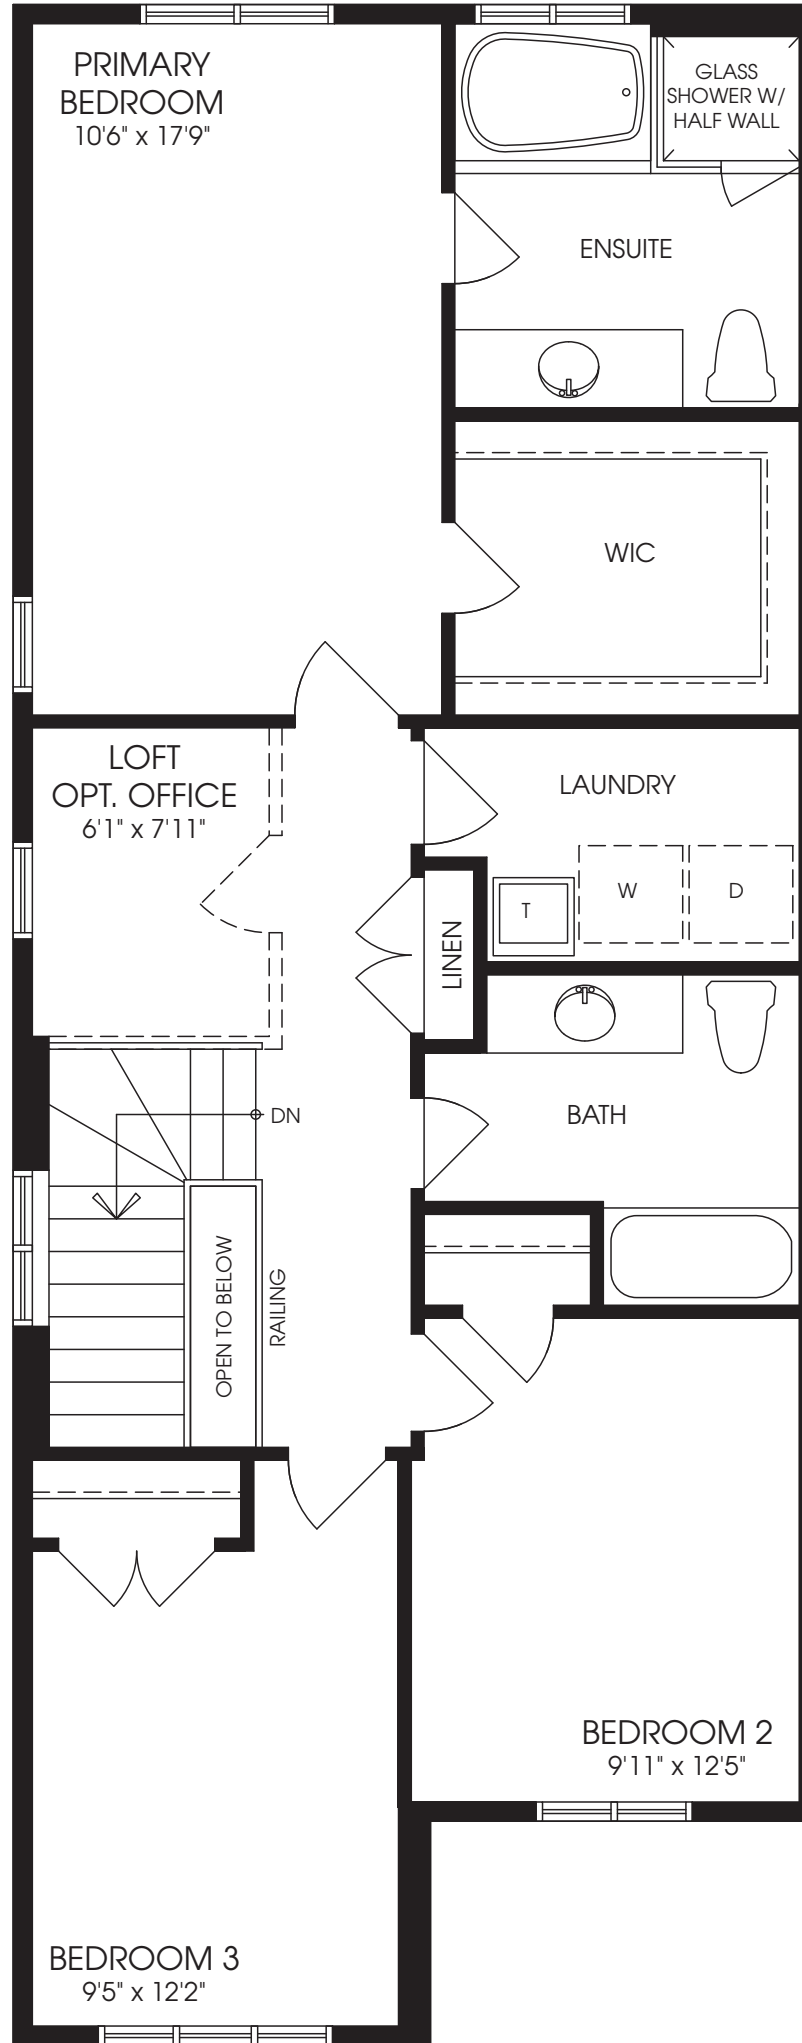 PRIMARY
BEDROOM
10'6" x 17'9"
GLASS
SHOWER W/
HALF WALL
ENSUITE
WIC
LOFT
OPT. OFFICE
6'1" x 7'11"
LAUNDRY
T
W
D
LINEN
DN
BATH
OPEN TO BELOW
RAILING
BEDROOM 2
9'11" x 12'5"
BEDROOM 3
9'5" x 12'2"